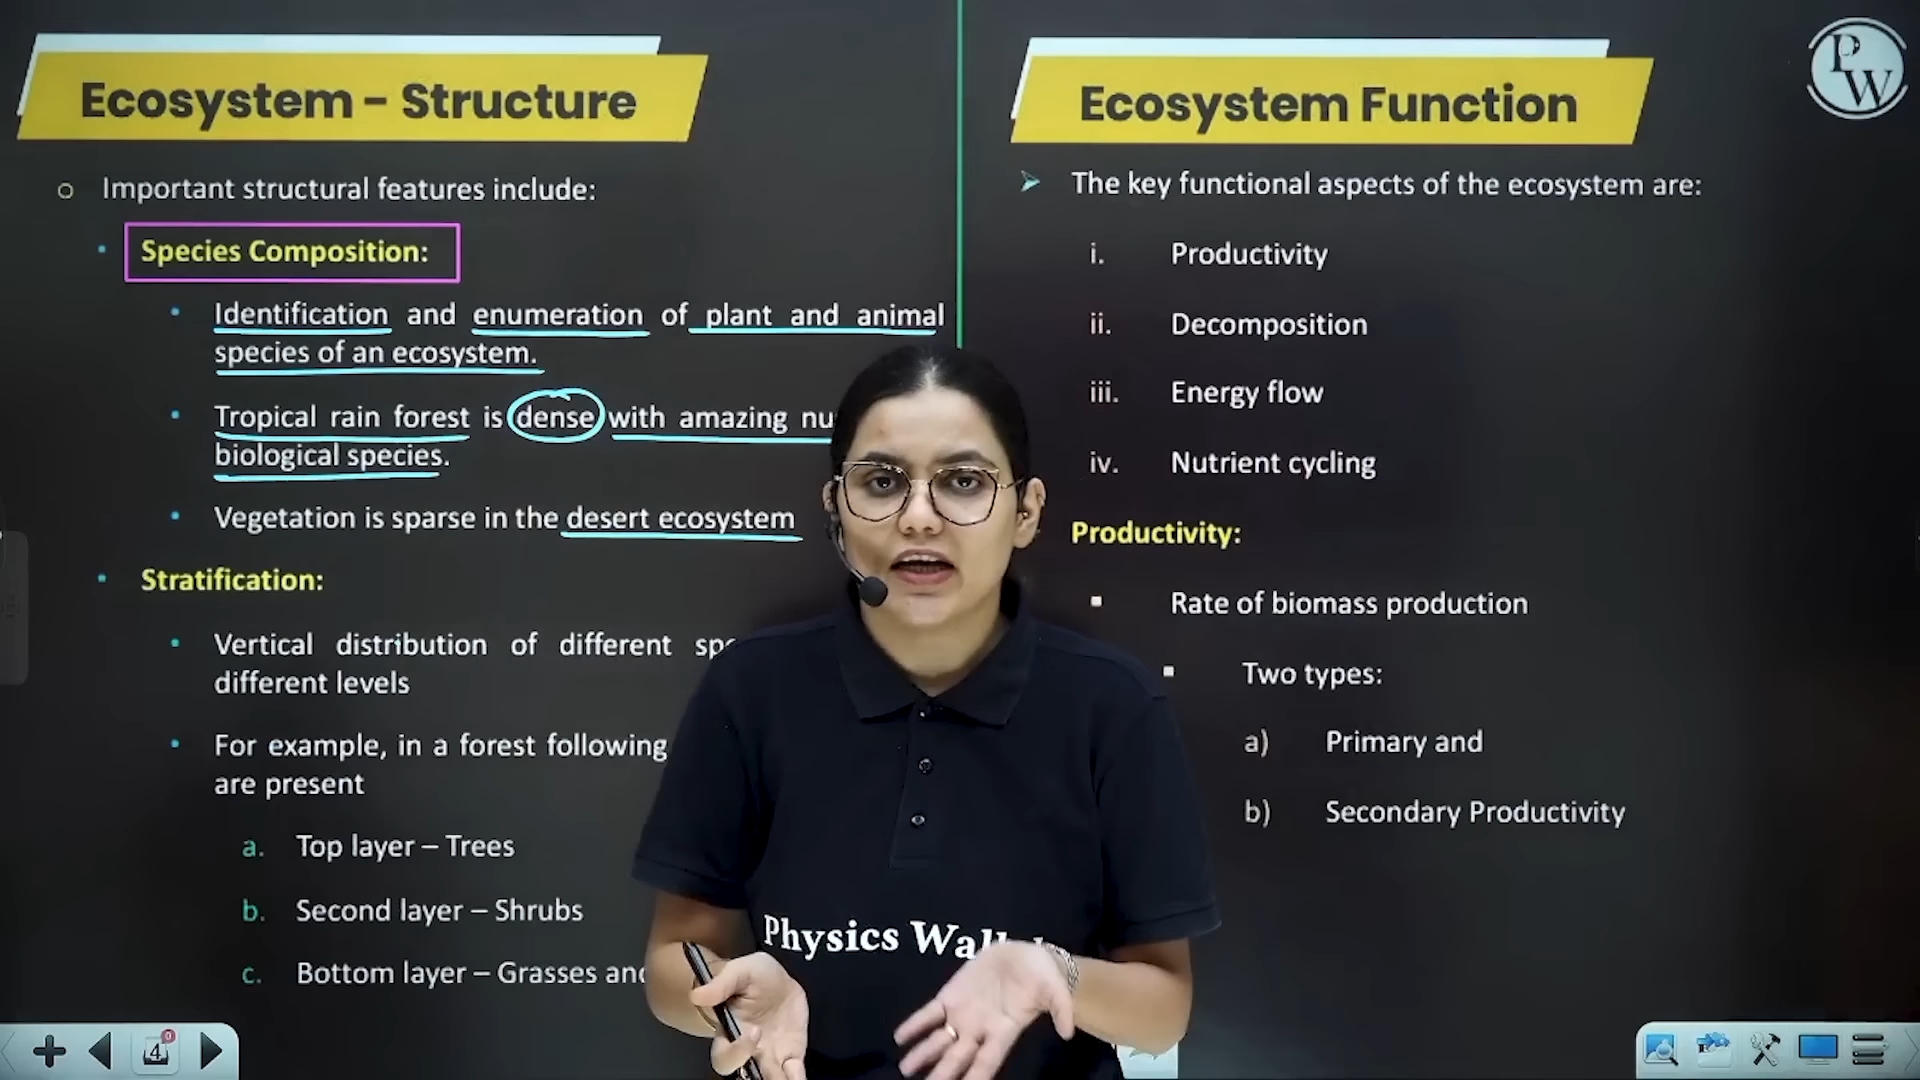 Ecosystem - Structure
Important structural features include:
Species Composition:
Identification and enumeration of plant and animal
species of an ecosystem.
Tropical rain forest is dense with amazing
biological species.
Vegetation is sparse in the desert ecosystem
Stratification:
Vertical distribution of different
different levels
For example, in a forest following
are present
a. Top layer – Trees
b. Second layer – Shrubs
c. Bottom layer – Grasses
4
0
Ecosystem Function
The key functional aspects of the ecosystem are:
i. Productivity
ii. Decomposition
iii. Energy flow
iv. Nutrient cycling
Productivity:
Rate of biomass production
Two types:
a) Primary and
b) Secondary Productivity
PW
Physics